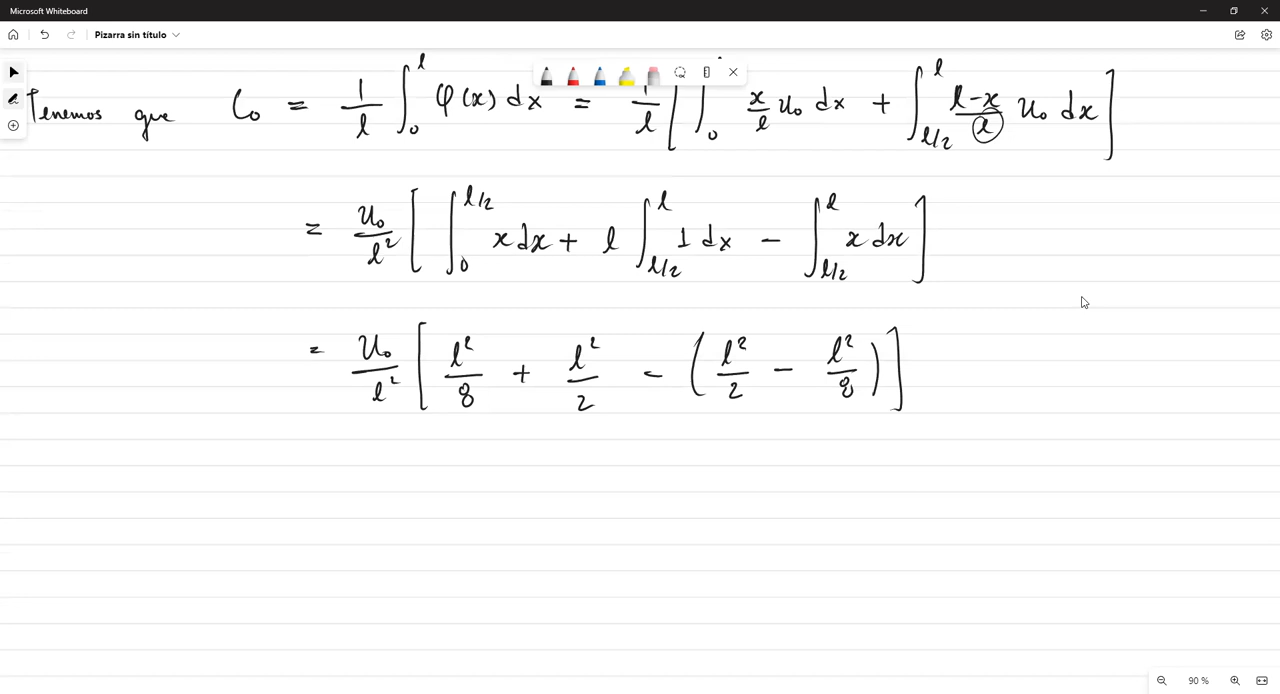 Microsoft Whiteboard
Pizarra sin título
Tenemos que C₀ = 1/l ∫₀^l φ(x) dx = 1/l [ ∫₀ x/l u₀ dx + ∫_{l/2}^l (l-x)/l u₀ dx ]
= u₀/l² [ ∫₀^{l/2} x dx + l ∫_{l/2}^l 1 dx - ∫_{l/2}^l x dx ]
= u₀/l² [ l²/8 + l²/2 - ( l²/2 - l²/8 ) ]
90 %